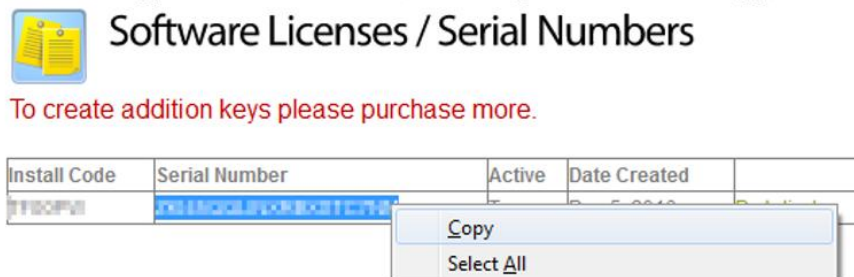 Software Licenses / Serial Numbers
To create addition keys please purchase more.
Install Code Serial Number Active Date Created
Copy
Select All